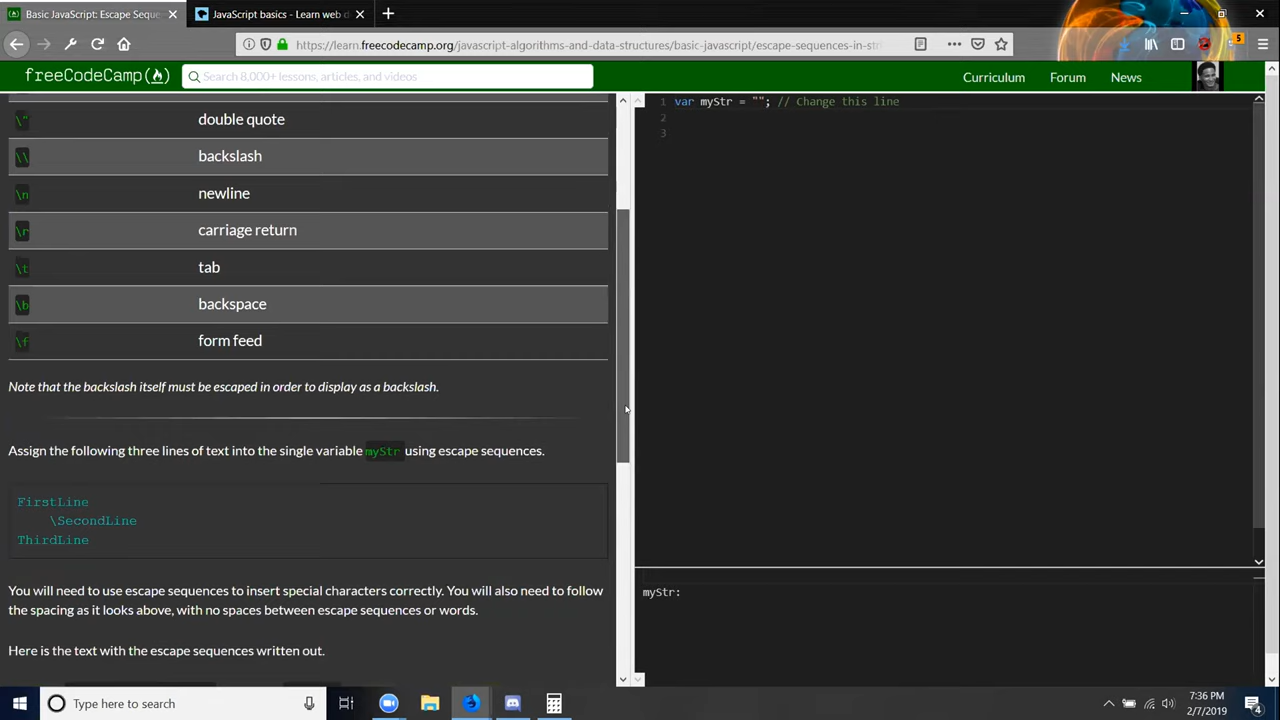 Basic JavaScript: Escape Seque
JavaScript basics - Learn web d
https://learn.freecodecamp.org/javascript-algorithms-and-data-structures/basic-javascript/escape-sequences-in-str
5
freeCodeCamp
Search 8,000+ lessons, articles, and videos
Curriculum
Forum
News
\" double quote
\\ backslash
\n newline
\r carriage return
\t tab
\b backspace
\f form feed
Note that the backslash itself must be escaped in order to display as a backslash.
Assign the following three lines of text into the single variable myStr using escape sequences.
FirstLine
\SecondLine
ThirdLine
You will need to use escape sequences to insert special characters correctly. You will also need to follow
the spacing as it looks above, with no spaces between escape sequences or words.
Here is the text with the escape sequences written out.
1 var myStr = ""; // Change this line
2
3
myStr:
Type here to search
7:36 PM
2/7/2019
4